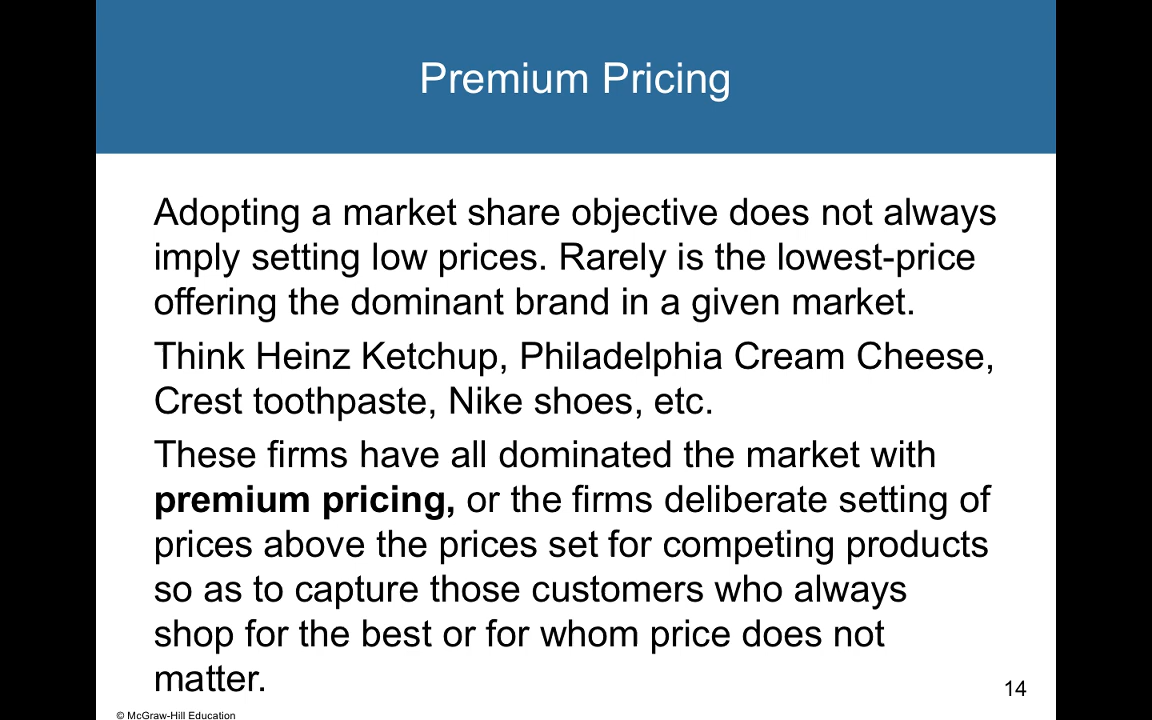 Premium Pricing
Adopting a market share objective does not always
imply setting low prices. Rarely is the lowest-price
offering the dominant brand in a given market.
Think Heinz Ketchup, Philadelphia Cream Cheese,
Crest toothpaste, Nike shoes, etc.
These firms have all dominated the market with
premium pricing, or the firms deliberate setting of
prices above the prices set for competing products
so as to capture those customers who always
shop for the best or for whom price does not
matter.
14
© McGraw-Hill Education